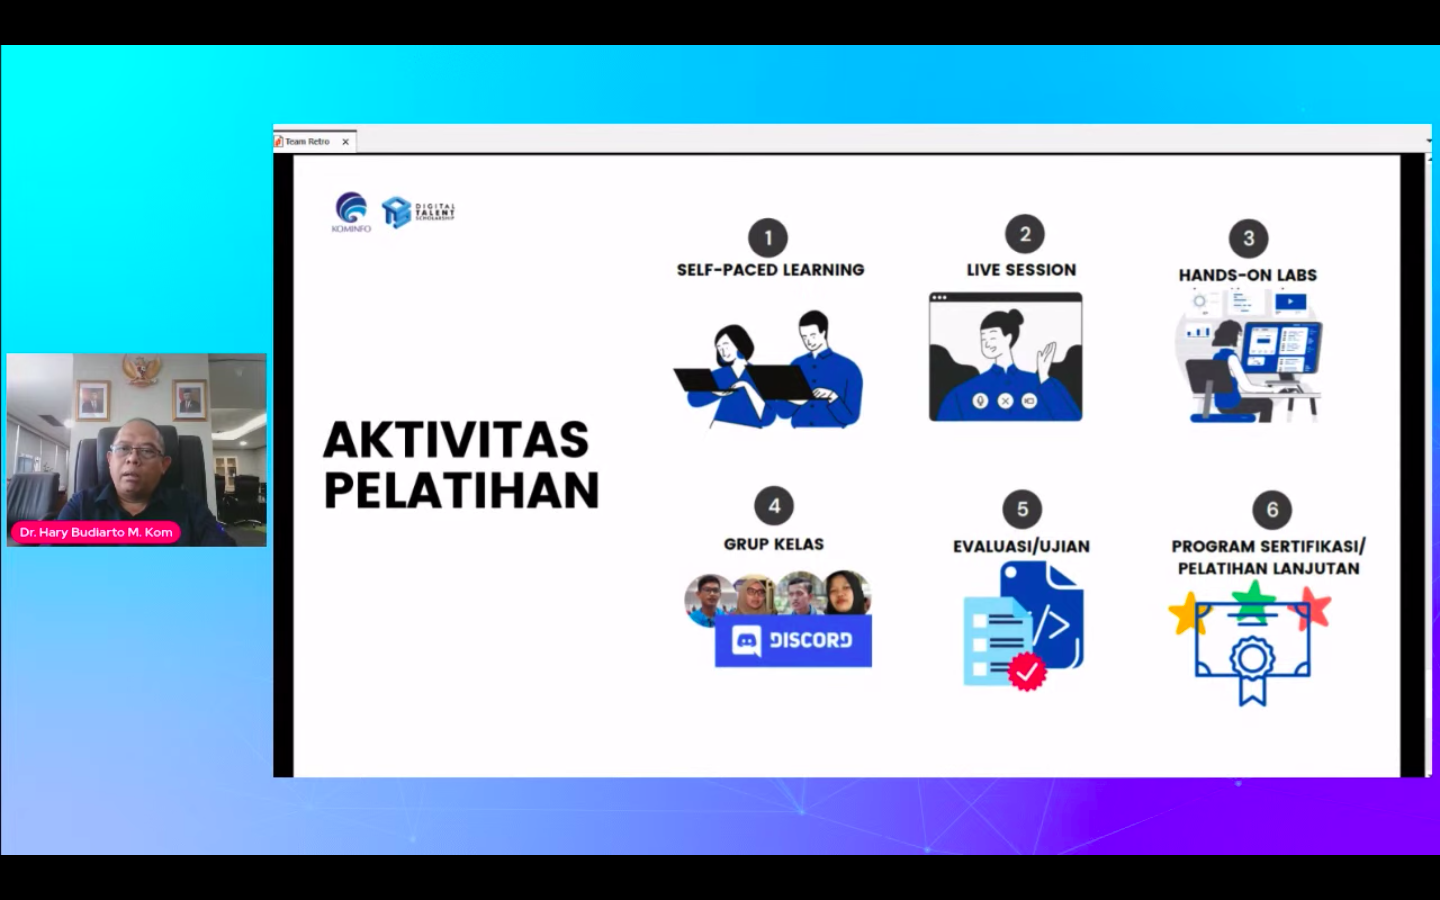 Team Retro
KOMINFO
DIGITAL
TALENT
SCHOLARSHIP
AKTIVITAS
PELATIHAN
1
SELF-PACED LEARNING
2
LIVE SESSION
3
HANDS-ON LABS
4
GRUP KELAS
DISCORD
5
EVALUASI/UJIAN
6
PROGRAM SERTIFIKASI/
PELATIHAN LANJUTAN
Dr. Hary Budiarto M. Kom